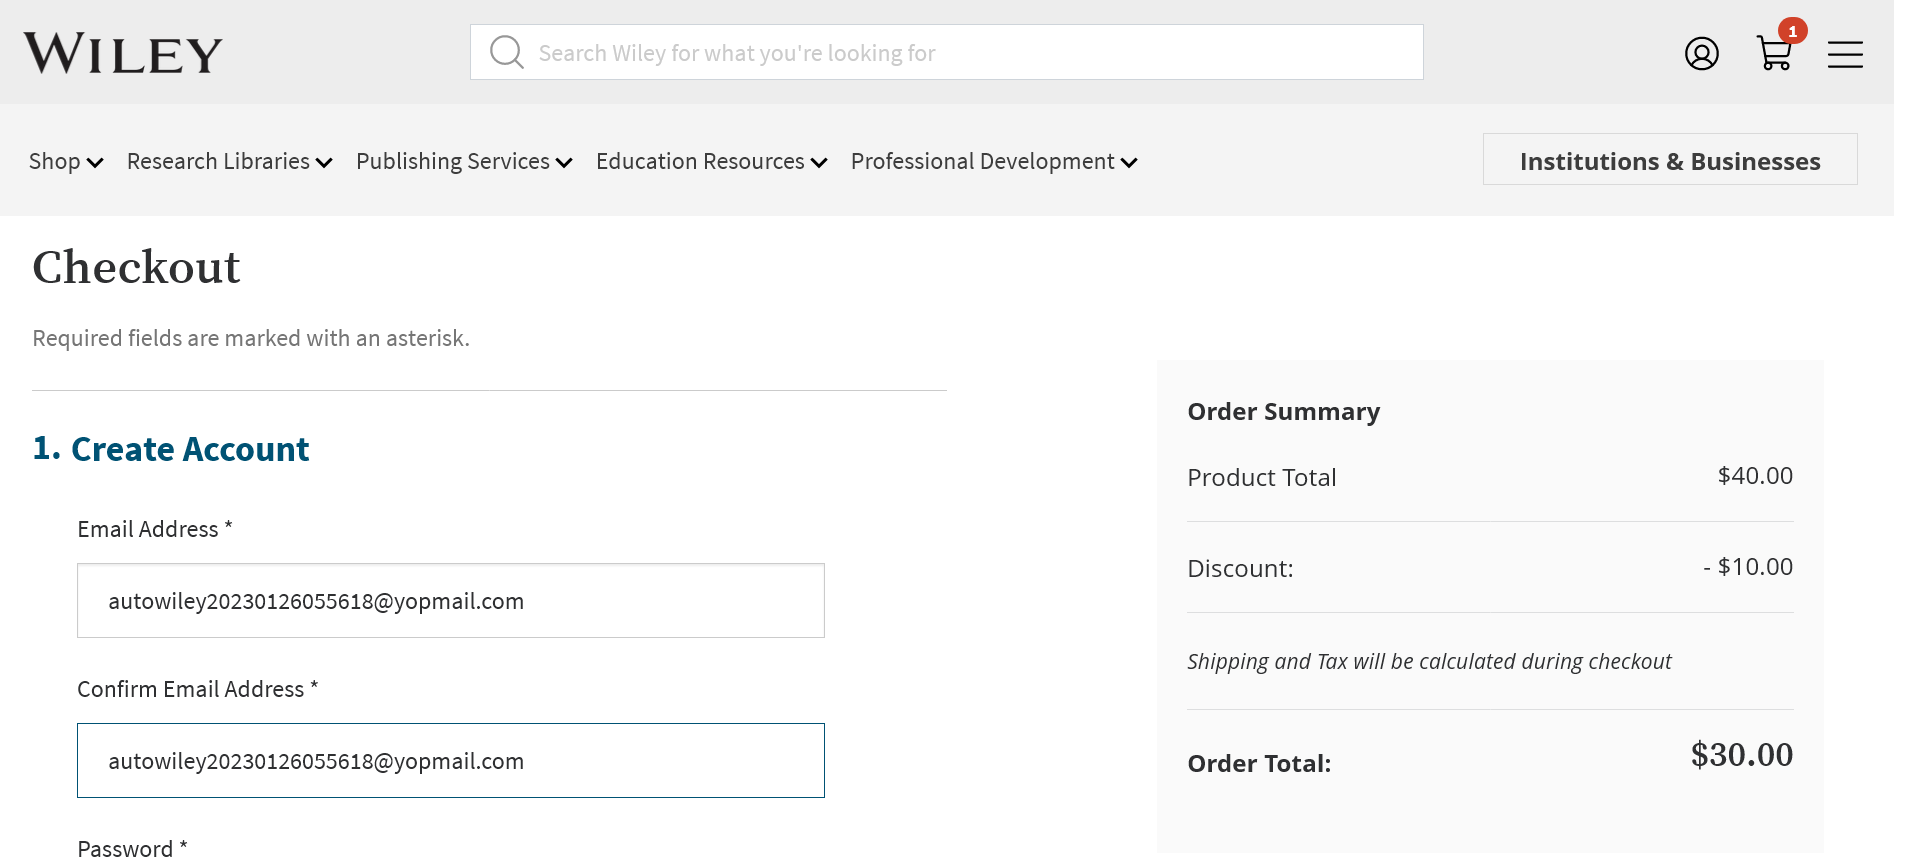 WILEY
Search Wiley for what you're looking for
1
Shop Research Libraries Publishing Services Education Resources Professional Development Institutions & Businesses
Checkout
Required fields are marked with an asterisk.
1. Create Account
Email Address *
autowiley20230126055618@yopmail.com
Confirm Email Address *
autowiley20230126055618@yopmail.com
Password *
Order Summary
Product Total $40.00
Discount: - $10.00
Shipping and Tax will be calculated during checkout
Order Total: $30.00